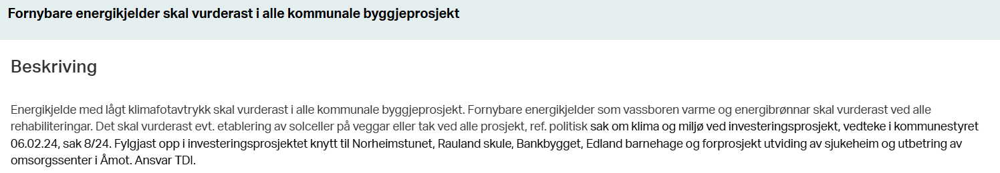 Fornybare energikjelder skal vurderast i alle kommunale byggjeprosjekt
Beskriving
Energikjelde med lågt klimafotavtrykk skal vurderast i alle kommunale byggjeprosjekt. Fornybare energikjelder som vassboren varme og energibrønnar skal vurderast ved alle
rehabiliteringar. Det skal vurderast evt. etablering av solceller på veggar eller tak ved alle prosjekt, ref. politisk sak om klima og miljø ved investeringsprosjekt, vedteke i kommunestyret
06.02.24, sak 8/24. Fylgjast opp i investeringsprosjektet knytt til Norheimstunet, Rauland skule, Bankbygget, Edland barnehage og forprosjekt utviding av sjukeheim og utbetring av
omsorgssenter i Åmot. Ansvar TDI.